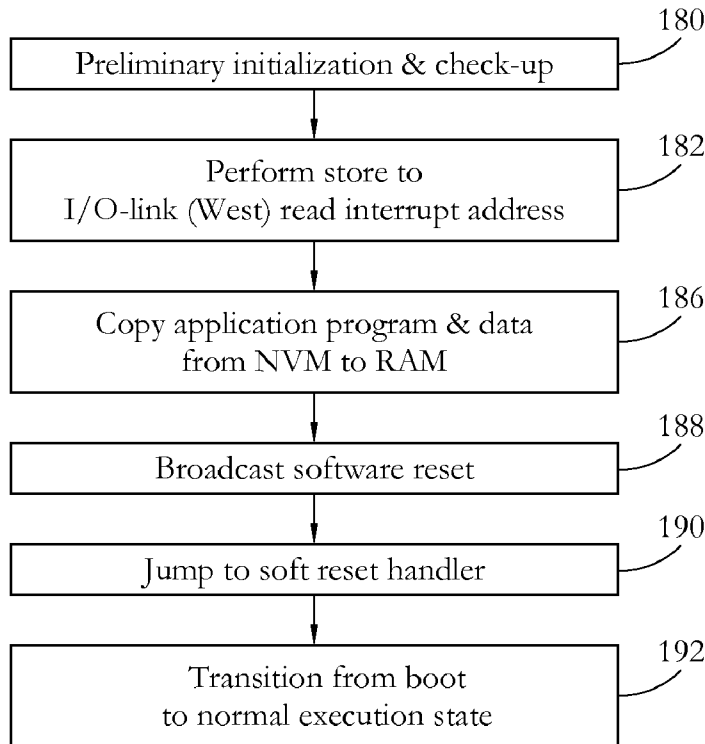 180
Preliminary initialization & check-up
182
Perform store to
I/O-link (West) read interrupt address
186
Copy application program & data
from NVM to RAM
188
Broadcast software reset
190
Jump to soft reset handler
192
Transition from boot
to normal execution state